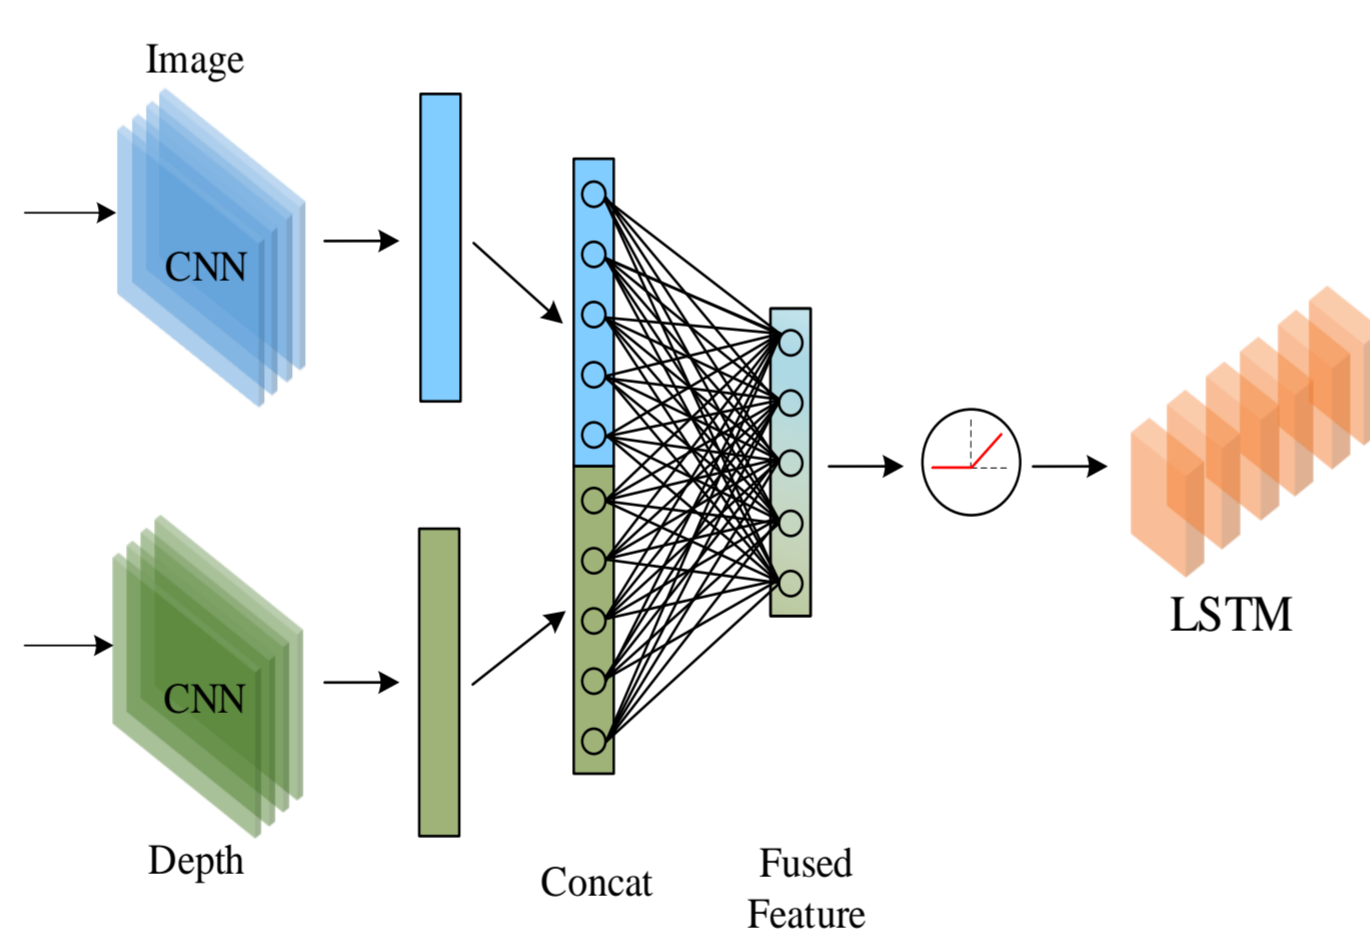 Image
CNN
CNN
Depth
Concat
Fused
Feature
LSTM